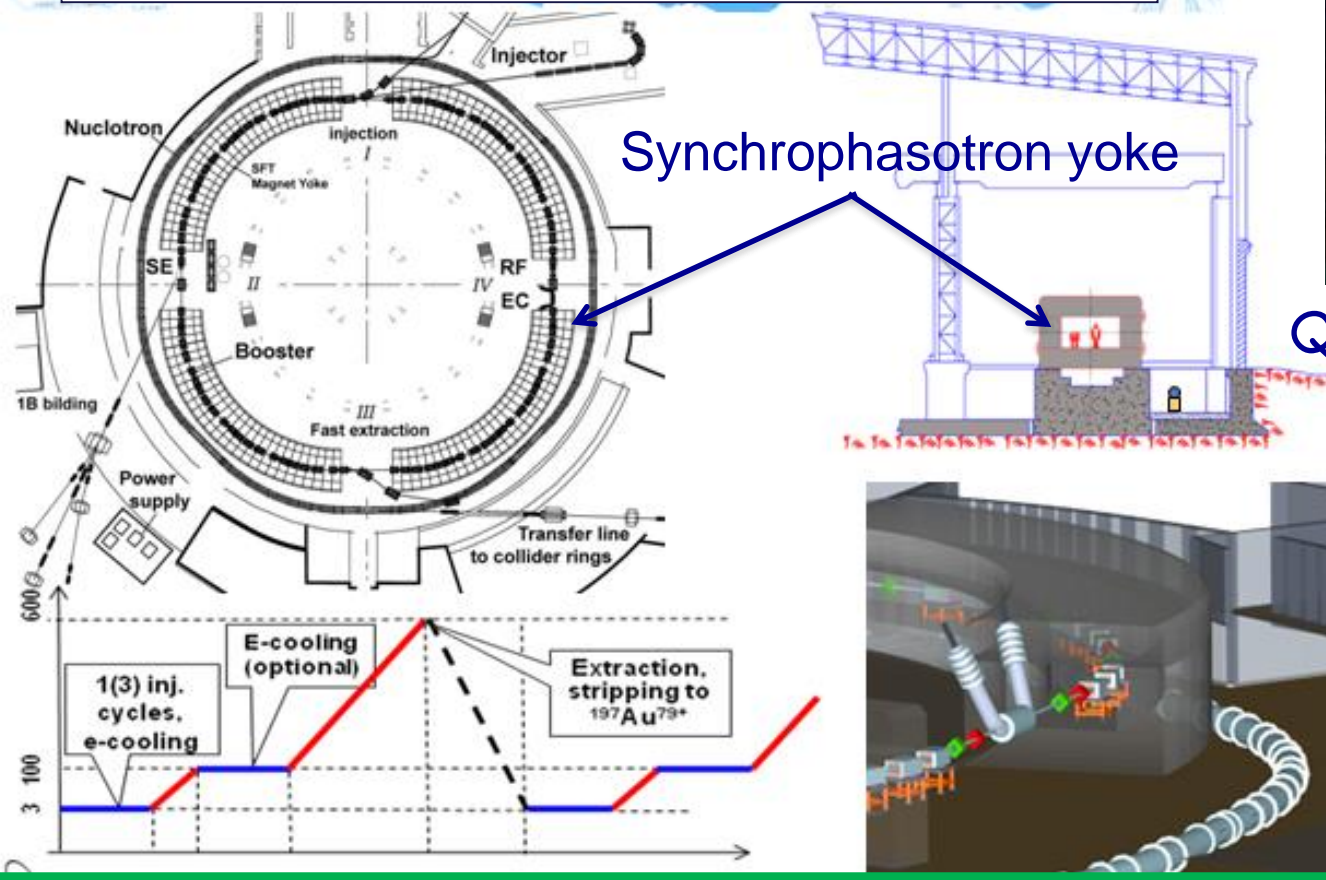 Injector
Nuclotron
injection
I
SFT
Magnet Yoke
Synchrophasotron yoke
SE
II
IV
RF
EC
Booster
1B bilding
III
Fast extraction
Power
supply
Transfer line
to collider rings
Q
600
100
3
1(3) inj.
cycles,
e-cooling
E-cooling
(optional)
Extraction,
stripping to
¹⁹⁷Au⁷⁹⁺